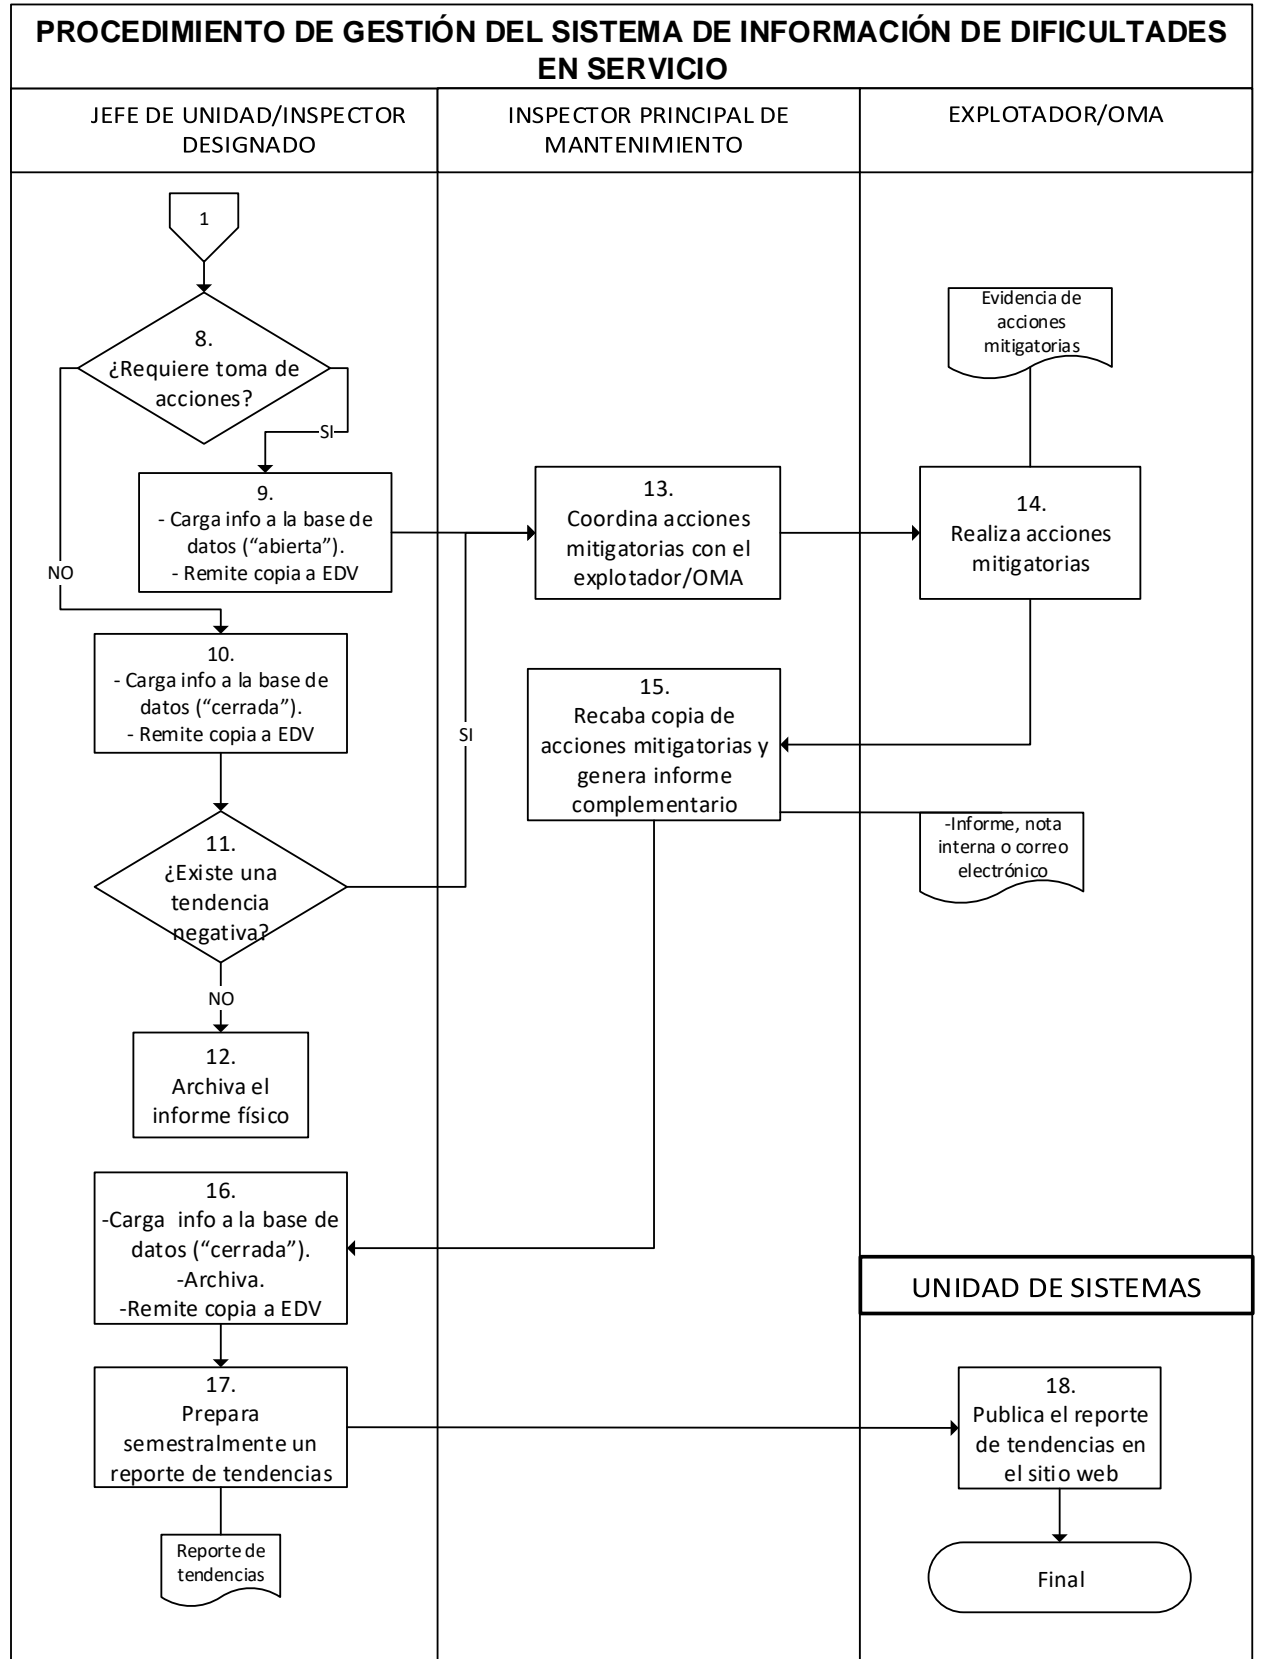 PROCEDIMIENTO DE GESTIÓN DEL SISTEMA DE INFORMACIÓN DE DIFICULTADES
EN SERVICIO
JEFE DE UNIDAD/INSPECTOR
DESIGNADO
INSPECTOR PRINCIPAL DE
MANTENIMIENTO
EXPLOTADOR/OMA
1
8.
¿Requiere toma de
acciones?
SI
NO
9.
- Carga info a la base de
datos (“abierta”).
- Remite copia a EDV
10.
- Carga info a la base de
datos (“cerrada”).
- Remite copia a EDV
11.
¿Existe una
tendencia
negativa?
SI
NO
12.
Archiva el
informe físico
13.
Coordina acciones
mitigatorias con el
explotador/OMA
Evidencia de
acciones
mitigatorias
14.
Realiza acciones
mitigatorias
15.
Recaba copia de
acciones mitigatorias y
genera informe
complementario
-Informe, nota
interna o correo
electrónico
16.
-Carga info a la base de
datos (“cerrada”).
-Archiva.
-Remite copia a EDV
17.
Prepara
semestralmente un
reporte de tendencias
Reporte de
tendencias
UNIDAD DE SISTEMAS
18.
Publica el reporte
de tendencias en
el sitio web
Final